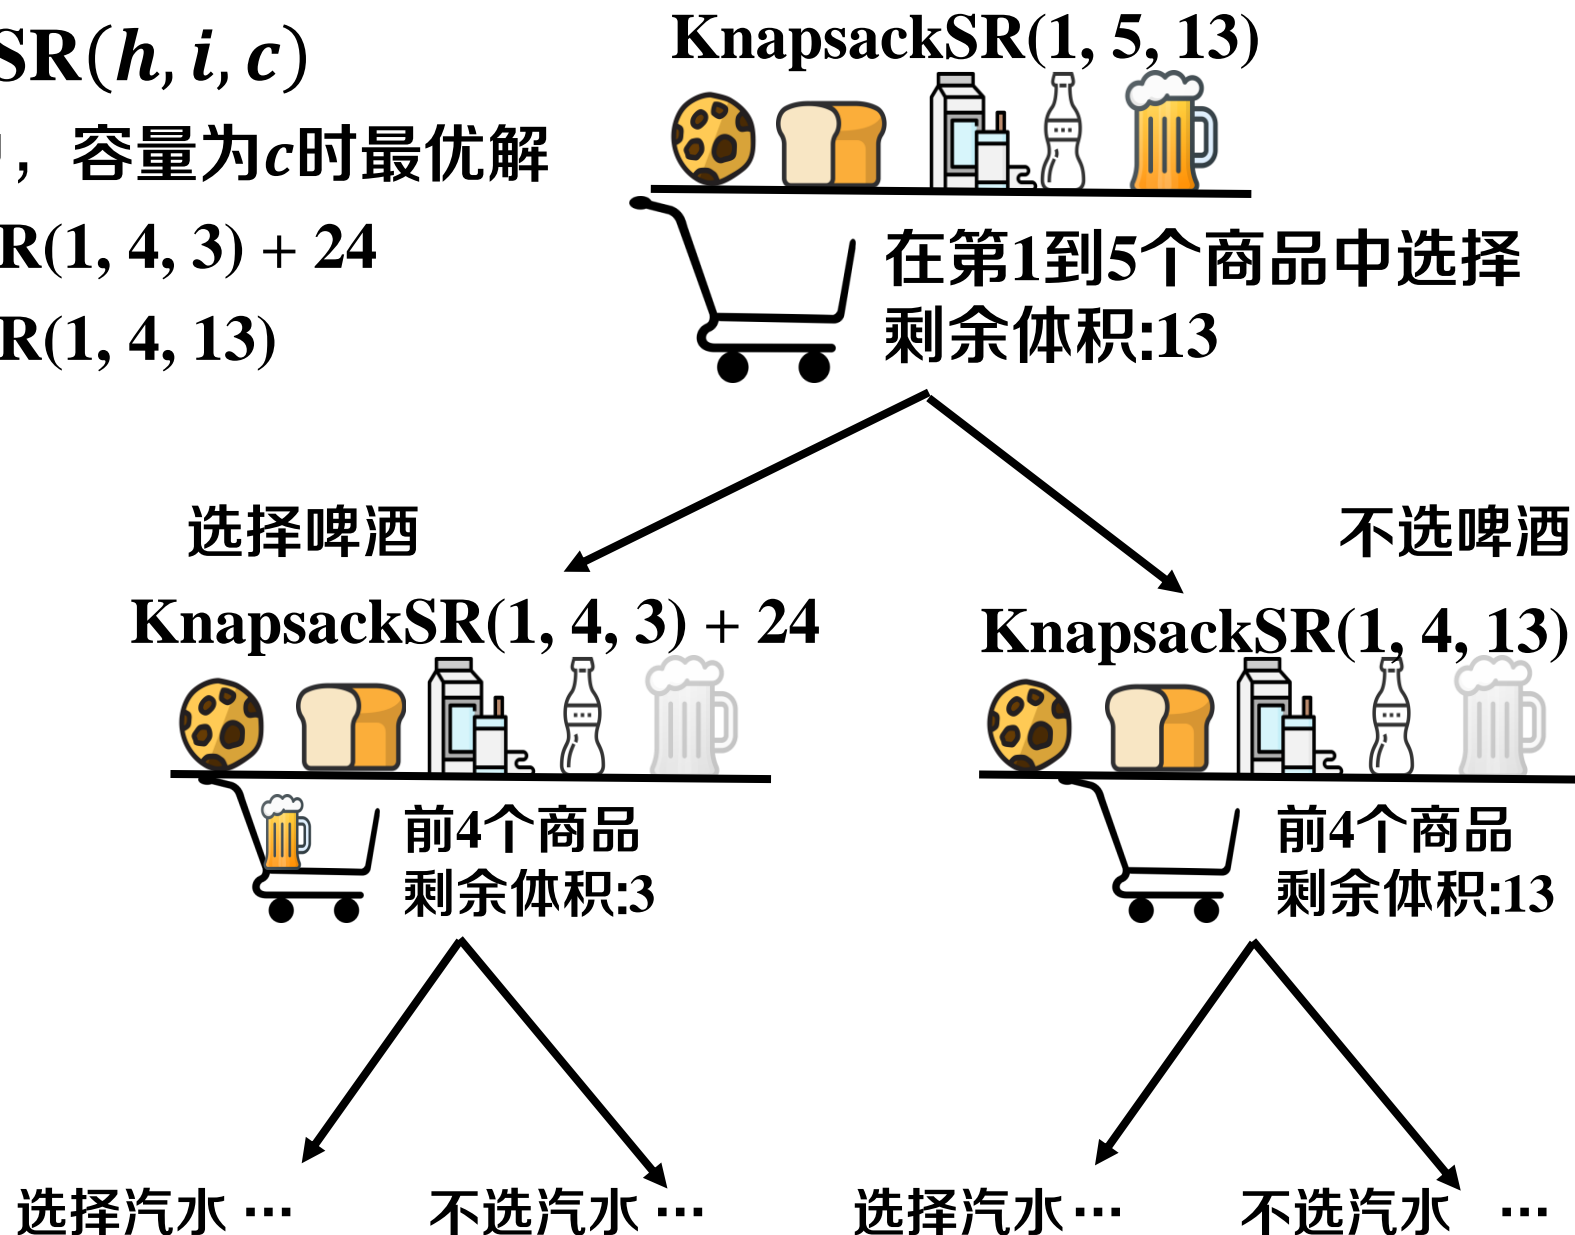 SR(h, i, c)
，容量为c时最优解
R(1, 4, 3) + 24
R(1, 4, 13)
KnapsackSR(1, 5, 13)
在第1到5个商品中选择
剩余体积:13
选择啤酒
不选啤酒
KnapsackSR(1, 4, 3) + 24
KnapsackSR(1, 4, 13)
前4个商品
剩余体积:3
前4个商品
剩余体积:13
选择汽水 ···
不选汽水 ···
选择汽水 ···
不选汽水 ···